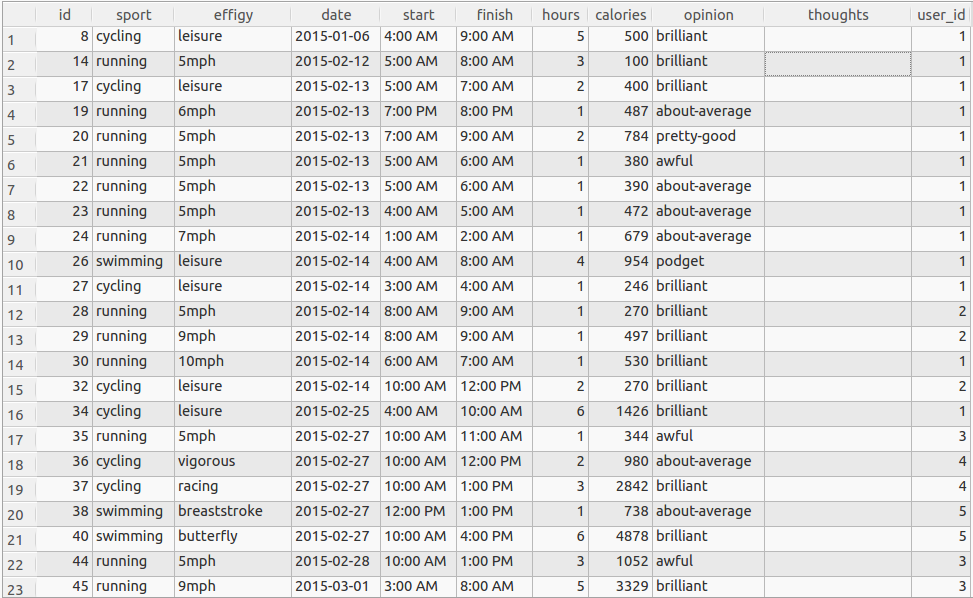 id sport effigy date start finish hours calories opinion thoughts user_id
1 8 cycling leisure 2015-01-06 4:00 AM 9:00 AM 5 500 brilliant 1
2 14 running 5mph 2015-02-12 5:00 AM 8:00 AM 3 100 brilliant 1
3 17 cycling leisure 2015-02-13 5:00 AM 7:00 AM 2 400 brilliant 1
4 19 running 6mph 2015-02-13 7:00 PM 8:00 PM 1 487 about-average 1
5 20 running 5mph 2015-02-13 7:00 AM 9:00 AM 2 784 pretty-good 1
6 21 running 5mph 2015-02-13 5:00 AM 6:00 AM 1 380 awful 1
7 22 running 5mph 2015-02-13 5:00 AM 6:00 AM 1 390 about-average 1
8 23 running 5mph 2015-02-13 4:00 AM 5:00 AM 1 472 about-average 1
9 24 running 7mph 2015-02-14 1:00 AM 2:00 AM 1 679 about-average 1
10 26 swimming leisure 2015-02-14 4:00 AM 8:00 AM 4 954 podget 1
11 27 cycling leisure 2015-02-14 3:00 AM 4:00 AM 1 246 brilliant 1
12 28 running 5mph 2015-02-14 8:00 AM 9:00 AM 1 270 brilliant 2
13 29 running 9mph 2015-02-14 8:00 AM 9:00 AM 1 497 brilliant 2
14 30 running 10mph 2015-02-14 6:00 AM 7:00 AM 1 530 brilliant 1
15 32 cycling leisure 2015-02-14 10:00 AM 12:00 PM 2 270 brilliant 2
16 34 cycling leisure 2015-02-25 4:00 AM 10:00 AM 6 1426 brilliant 1
17 35 running 5mph 2015-02-27 10:00 AM 11:00 AM 1 344 awful 3
18 36 cycling vigorous 2015-02-27 10:00 AM 12:00 PM 2 980 about-average 4
19 37 cycling racing 2015-02-27 10:00 AM 1:00 PM 3 2842 brilliant 4
20 38 swimming breaststroke 2015-02-27 12:00 PM 1:00 PM 1 738 about-average 5
21 40 swimming butterfly 2015-02-27 10:00 AM 4:00 PM 6 4878 brilliant 5
22 44 running 5mph 2015-02-28 10:00 AM 1:00 PM 3 1052 awful 3
23 45 running 9mph 2015-03-01 3:00 AM 8:00 AM 5 3329 brilliant 3